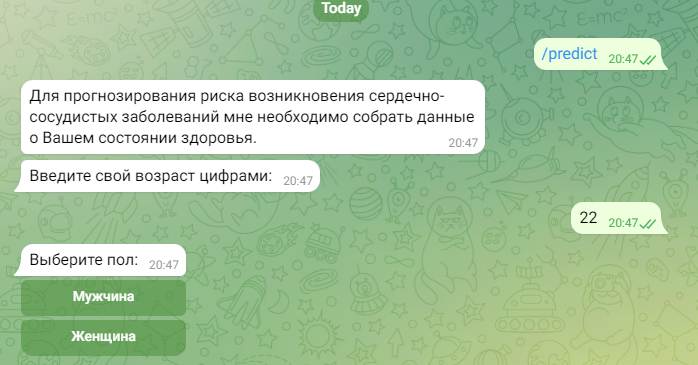 Today
/predict 20:47
Для прогнозирования риска возникновения сердечно-
сосудистых заболеваний мне необходимо собрать данные
о Вашем состоянии здоровья.
20:47
Введите свой возраст цифрами: 20:47
22 20:47
Выберите пол: 20:47
Мужчина
Женщина